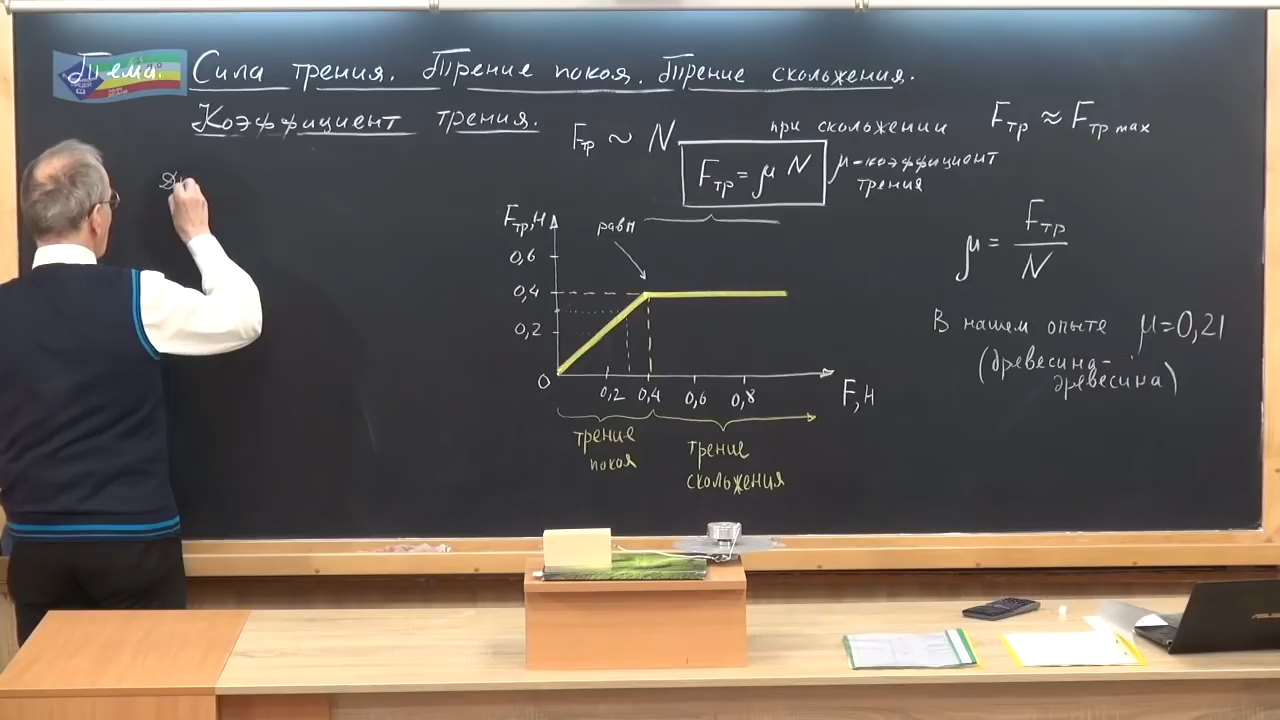 Тема. Сила трения. Трение покоя. Трение скольжения.
Коэффициент трения.
Fтр ~ N
при скольжении
Fтр ≈ Fтр max
Fтр = μ N
μ - коэффициент
трения
Fтр, Н
0,6
0,4
0,2
0
равн
0,2 0,4 0,6 0,8
F, Н
трение
покоя
трение
скольжения
μ = Fтр / N
В нашем опыте μ = 0,21
(древесина-
древесина)